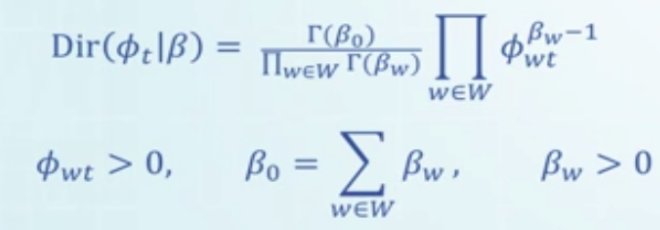 Dir(ϕ_t|β) = Γ(β_0) / ∏_{w∈W} Γ(β_w) ∏_{w∈W} ϕ_{wt}^{β_w−1}
ϕ_{wt} > 0, β_0 = ∑_{w∈W} β_w , β_w > 0